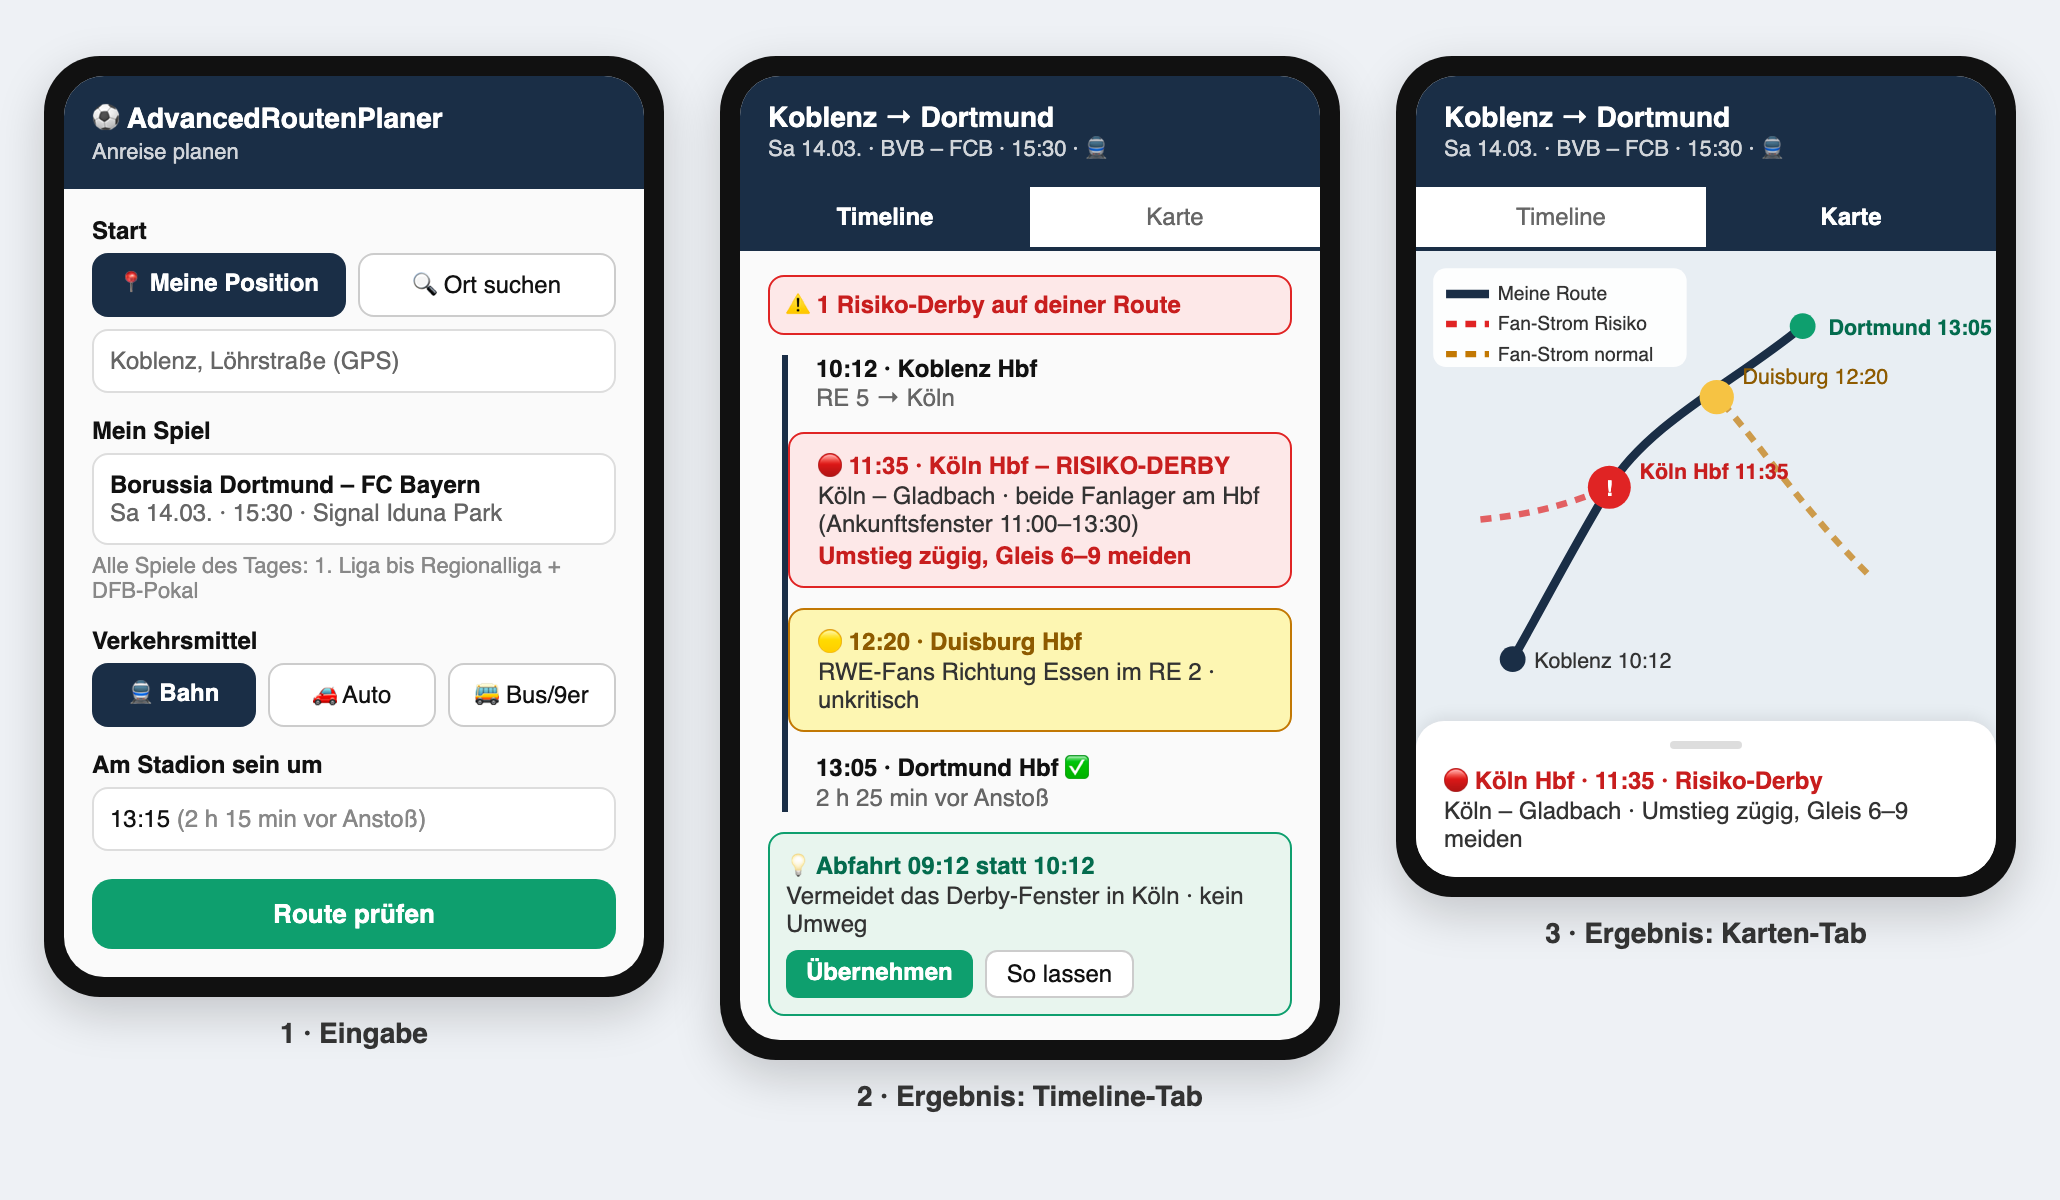 ⚽ AdvancedRoutenPlaner
Anreise planen
Start
📍 Meine Position
🔍 Ort suchen
Koblenz, Löhrstraße (GPS)
Mein Spiel
Borussia Dortmund – FC Bayern
Sa 14.03. · 15:30 · Signal Iduna Park
Alle Spiele des Tages: 1. Liga bis Regionalliga +
DFB-Pokal
Verkehrsmittel
🚆 Bahn
🚗 Auto
🚌 Bus/9er
Am Stadion sein um
13:15 (2 h 15 min vor Anstoß)
Route prüfen
1 · Eingabe
Koblenz → Dortmund
Sa 14.03. · BVB – FCB · 15:30 · 🚆
Timeline
Karte
⚠️ 1 Risiko-Derby auf deiner Route
10:12 · Koblenz Hbf
RE 5 → Köln
🔴 11:35 · Köln Hbf – RISIKO-DERBY
Köln – Gladbach · beide Fanlager am Hbf
(Ankunftsfenster 11:00–13:30)
Umstieg zügig, Gleis 6–9 meiden
🟡 12:20 · Duisburg Hbf
RWE-Fans Richtung Essen im RE 2 ·
unkritisch
13:05 · Dortmund Hbf ✅
2 h 25 min vor Anstoß
💡 Abfahrt 09:12 statt 10:12
Vermeidet das Derby-Fenster in Köln · kein
Umweg
Übernehmen
So lassen
2 · Ergebnis: Timeline-Tab
Koblenz → Dortmund
Sa 14.03. · BVB – FCB · 15:30 · 🚆
Timeline
Karte
Meine Route
Fan-Strom Risiko
Fan-Strom normal
Dortmund 13:05
Duisburg 12:20
!
Köln Hbf 11:35
Koblenz 10:12
🔴 Köln Hbf · 11:35 · Risiko-Derby
Köln – Gladbach · Umstieg zügig, Gleis 6–9
meiden
3 · Ergebnis: Karten-Tab